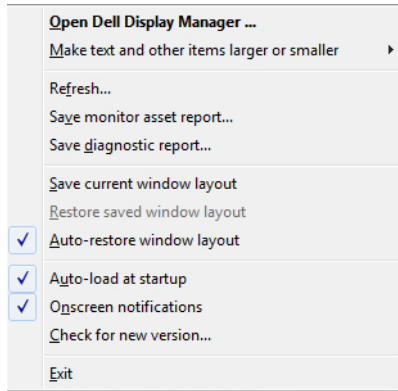 Open Dell Display Manager ...
Make text and other items larger or smaller
Refresh...
Save monitor asset report...
Save diagnostic report...
Save current window layout
Restore saved window layout
Auto-restore window layout
Auto-load at startup
Onscreen notifications
Check for new version...
Exit